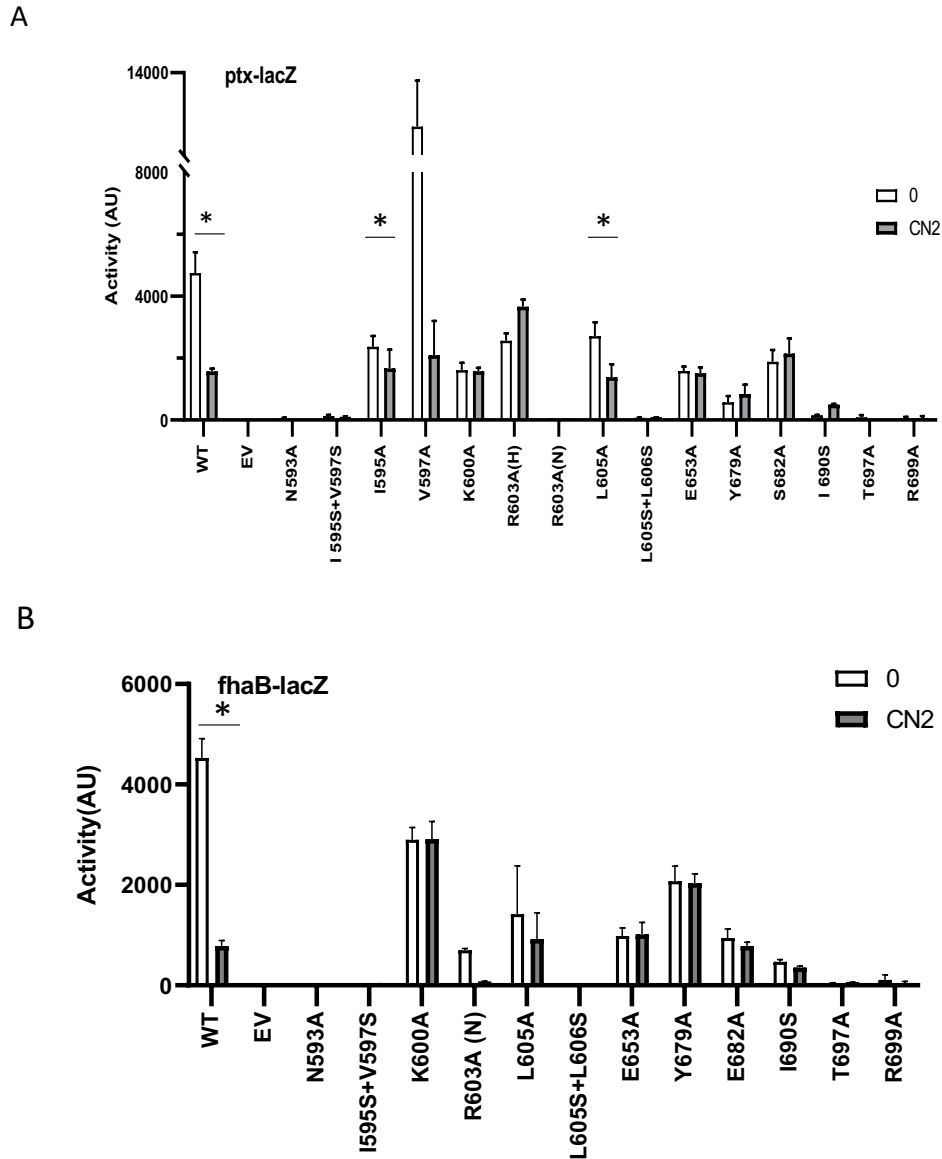 A
ptx-lacZ
14000
8000
4000
0
Activity (AU)
*
*
*
0
CN2
WT
EV
N593A
I 595S+V597S
I595A
V597A
K600A
R603A(H)
R603A(N)
L605A
L605S+L606S
E653A
Y679A
S682A
I 690S
T697A
R699A
B
fhaB-lacZ
6000
4000
2000
0
Activity(AU)
*
0
CN2
WT
EV
N593A
I595S+V597S
K600A
R603A (N)
L605A
L605S+L606S
E653A
Y679A
E682A
I690S
T697A
R699A